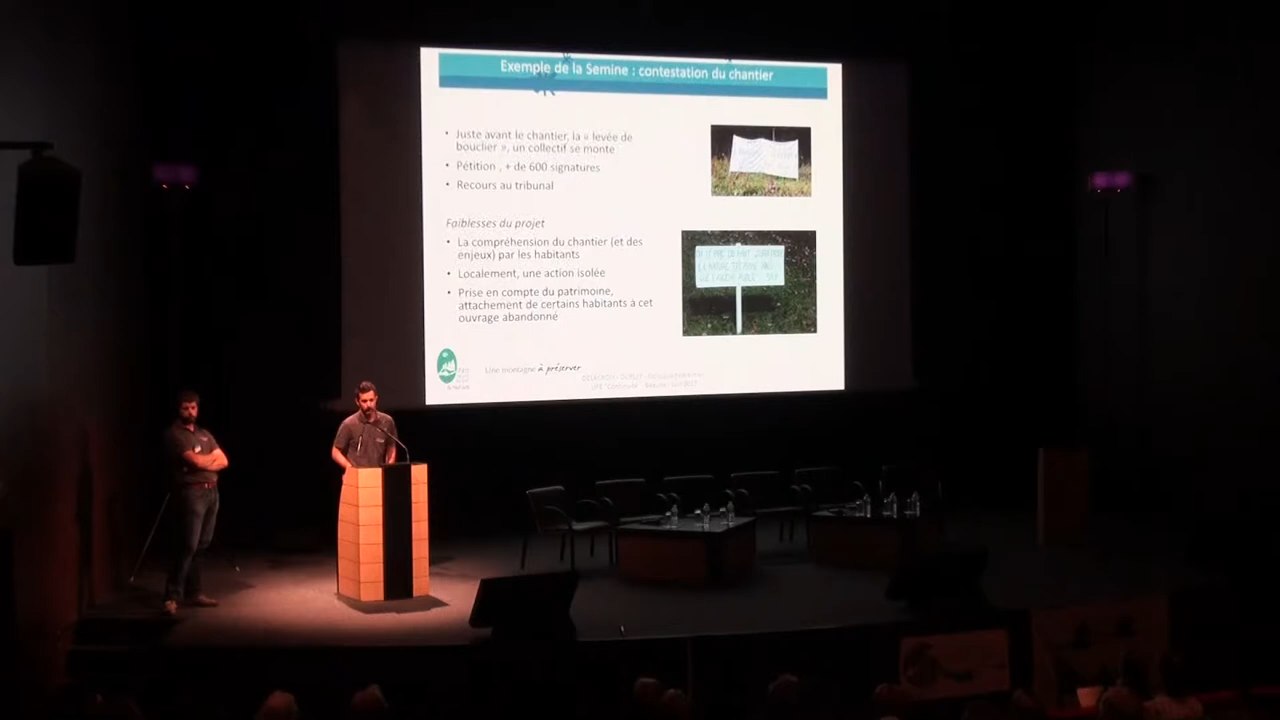 Exemple de la Semine : contestation du chantier
• Juste avant le chantier, la « levée de
bouclier », un collectif se monte
• Pétition , + de 600 signatures
• Recours au tribunal
Faiblesses du projet
• La compréhension du chantier (et des
enjeux) par les habitants
• Localement, une action isolée
• Prise en compte du patrimoine,
attachement de certains habitants à cet
ouvrage abandonné
Une montagne à préserver